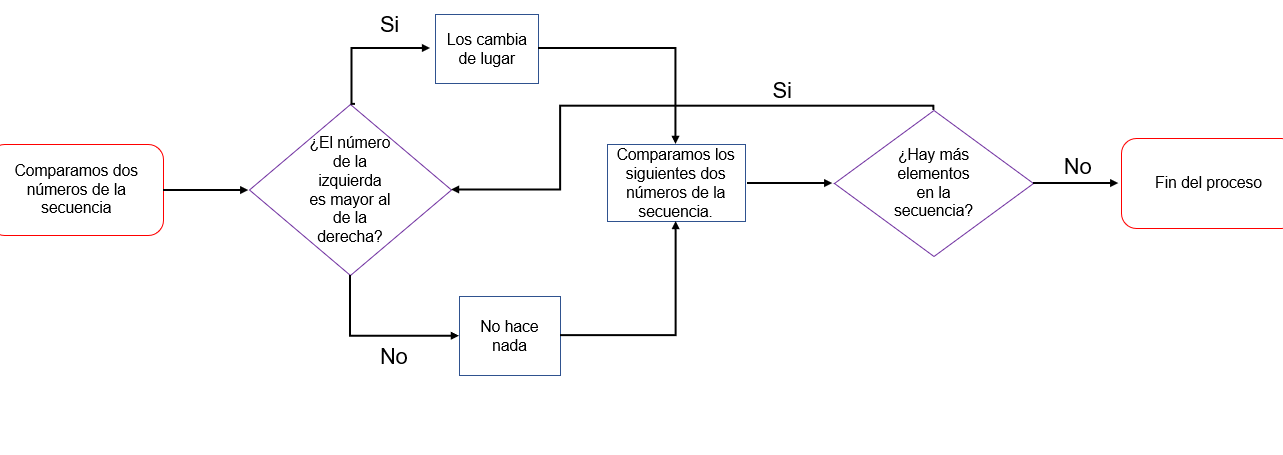 Comparamos dos
números de la
secuencia
¿El número
de la
izquierda
es mayor al
de la
derecha?
Si
Los cambia
de lugar
No
No hace
nada
Comparamos los
siguientes dos
números de la
secuencia.
Si
¿Hay más
elementos
en la
secuencia?
No
Fin del proceso